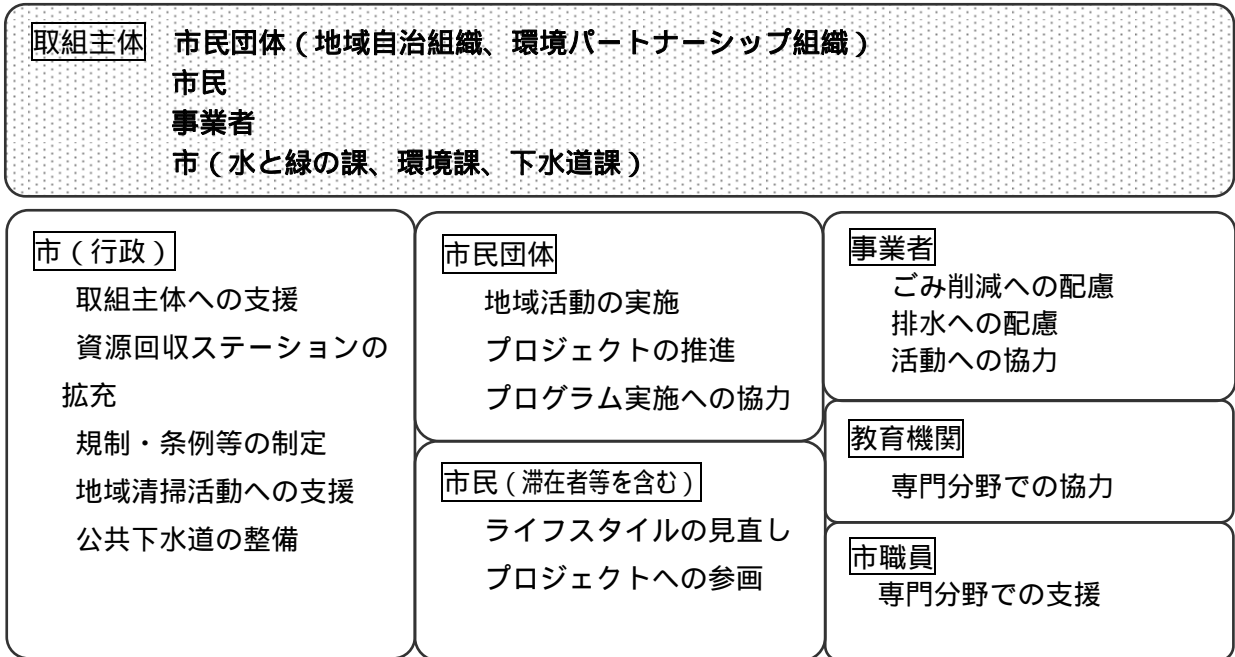 取組主体 市民団体(地域自治組織、環境パートナーシップ組織)
市民
事業者
市(水と緑の課、環境課、下水道課)
市(行政)
取組主体への支援
資源回収ステーションの
拡充
規制・条例等の制定
地域清掃活動への支援
公共下水道の整備
市民団体
地域活動の実施
プロジェクトの推進
プログラム実施への協力
市民(滞在者等を含む)
ライフスタイルの見直し
プロジェクトへの参画
事業者
ごみ削減への配慮
排水への配慮
活動への協力
教育機関
専門分野での協力
市職員
専門分野での支援